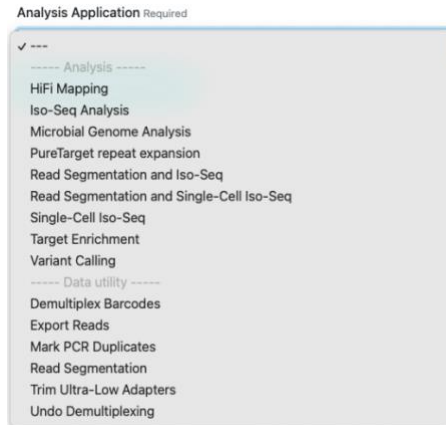 Analysis Application Required
✓ ---
----- Analysis -----
HiFi Mapping
Iso-Seq Analysis
Microbial Genome Analysis
PureTarget repeat expansion
Read Segmentation and Iso-Seq
Read Segmentation and Single-Cell Iso-Seq
Single-Cell Iso-Seq
Target Enrichment
Variant Calling
----- Data utility -----
Demultiplex Barcodes
Export Reads
Mark PCR Duplicates
Read Segmentation
Trim Ultra-Low Adapters
Undo Demultiplexing